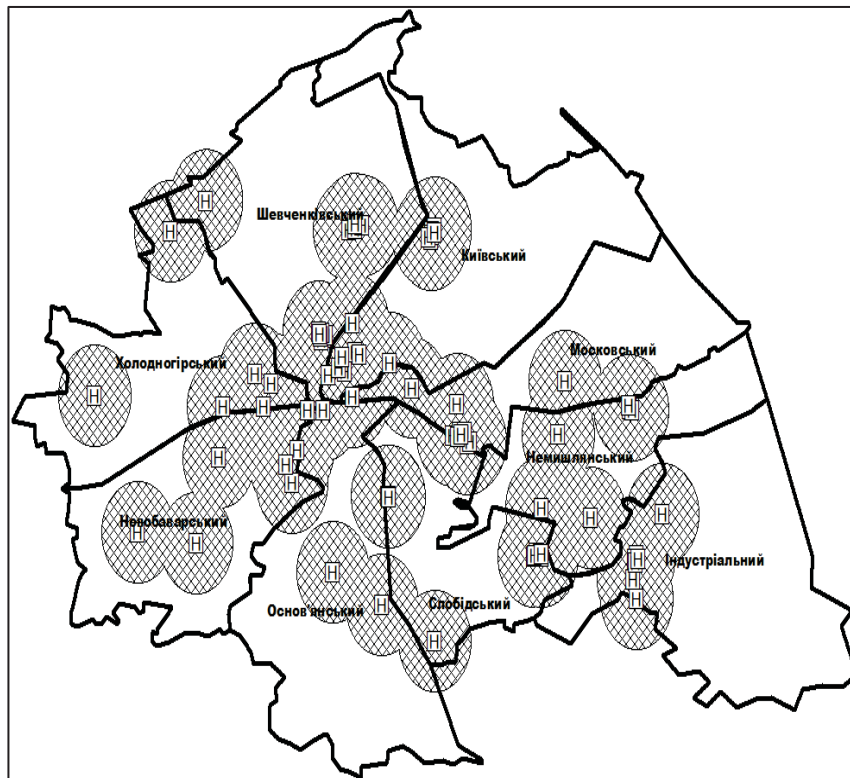 Шевченківський
Київський
Холодногірський
Московський
Немишлянський
Новобаварський
Індустріальний
Основ'янський
Слобідський